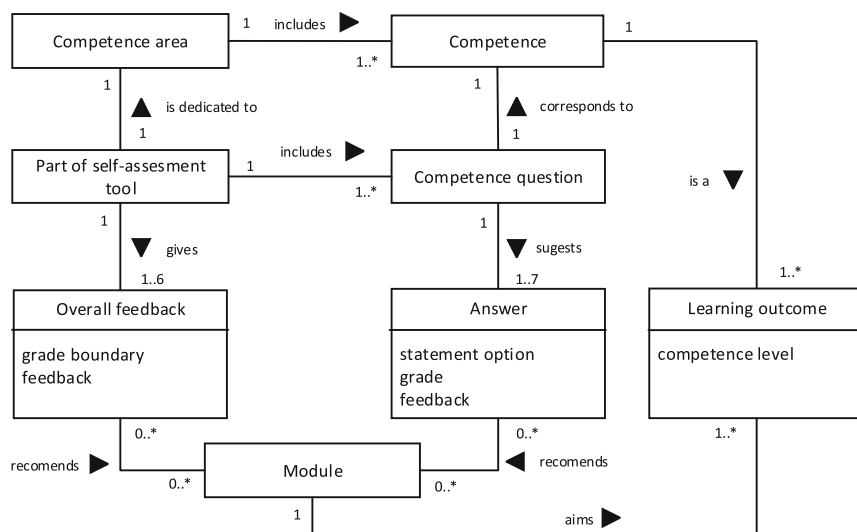 Competence area
1
includes
1..*
Competence
1
1
is dedicated to
1
1
corresponds to
1
Part of self-assesment
tool
1
includes
1..*
Competence question
is a
1
gives
1..6
1
sugests
1..7
1..*
Overall feedback
grade boundary
feedback
Answer
statement option
grade
feedback
Learning outcome
competence level
0..*
0..*
1..*
recomends
0..*
Module
0..*
recomends
1
aims